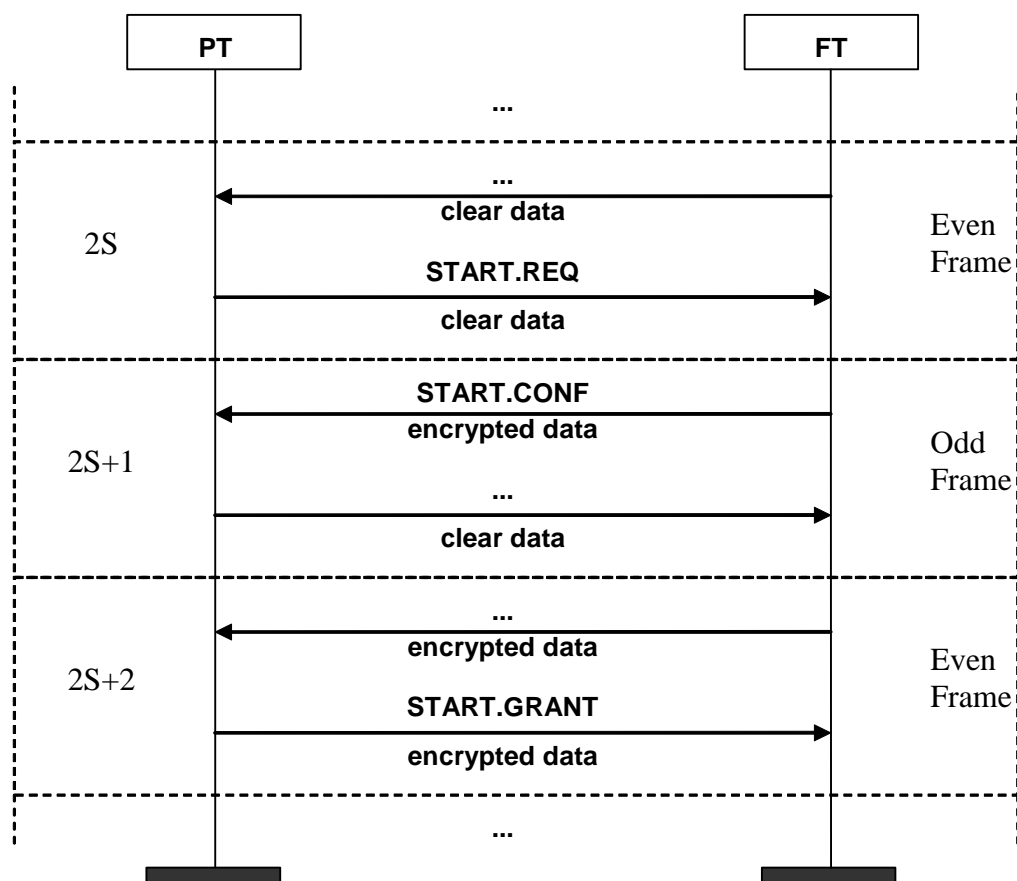 PT
FT
...
...
clear data
2S
Even
Frame
START.REQ
clear data
START.CONF
encrypted data
2S+1
Odd
Frame
...
clear data
...
encrypted data
2S+2
Even
Frame
START.GRANT
encrypted data
...